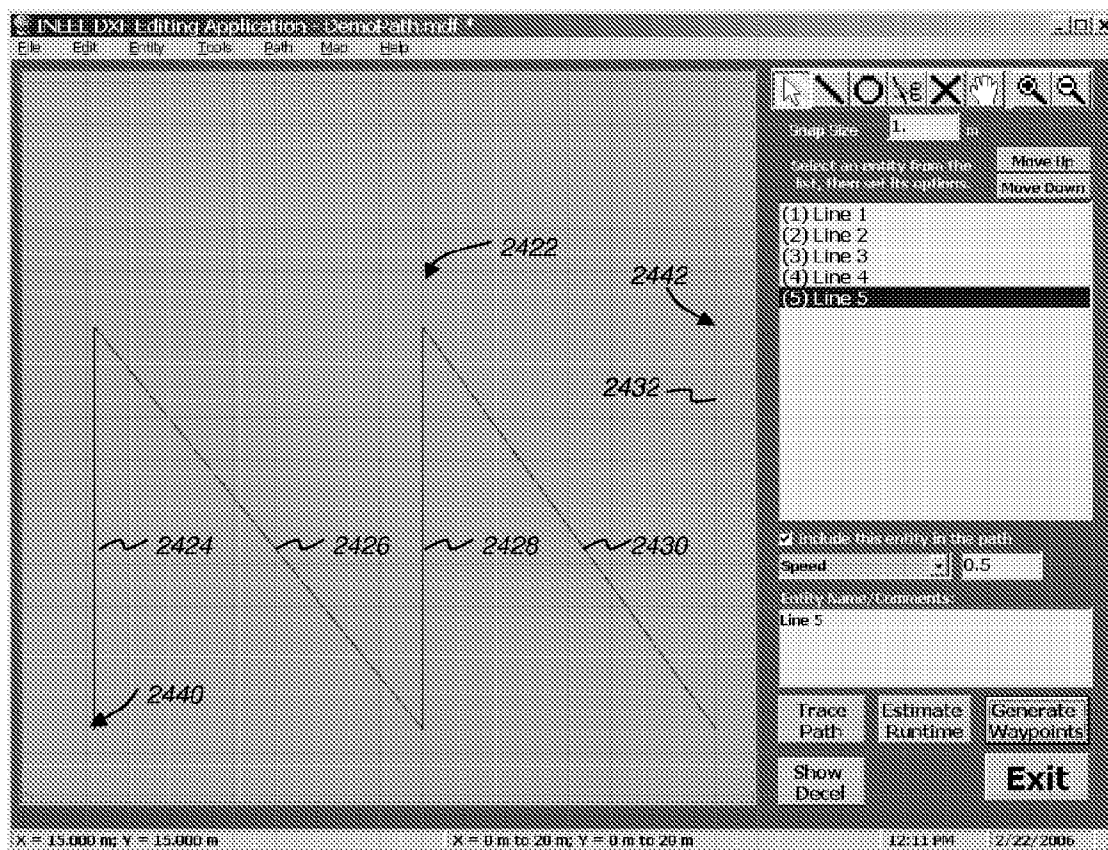 INLEEL DXF Editing Application - DemoPath.mdf *
File Edit Entity Tools Path Map Help
Snap Size 1. m
Select an entity from the
list, then set its options
Move Up
Move Down
(1) Line 1
(2) Line 2
(3) Line 3
(4) Line 4
(5) Line 5
2422
2442
2432
2424
2426
2428
2430
2440
Include this entity in the path
Speed 0.5
Entity Name/Comments
Line 5
Trace
Path
Estimate
Runtime
Generate
Waypoints
Show
Decel
Exit
X = 15.000 m; Y = 15.000 m X = 0 m to 20 m; Y = 0 m to 20 m 12:11 PM 2/22/2006